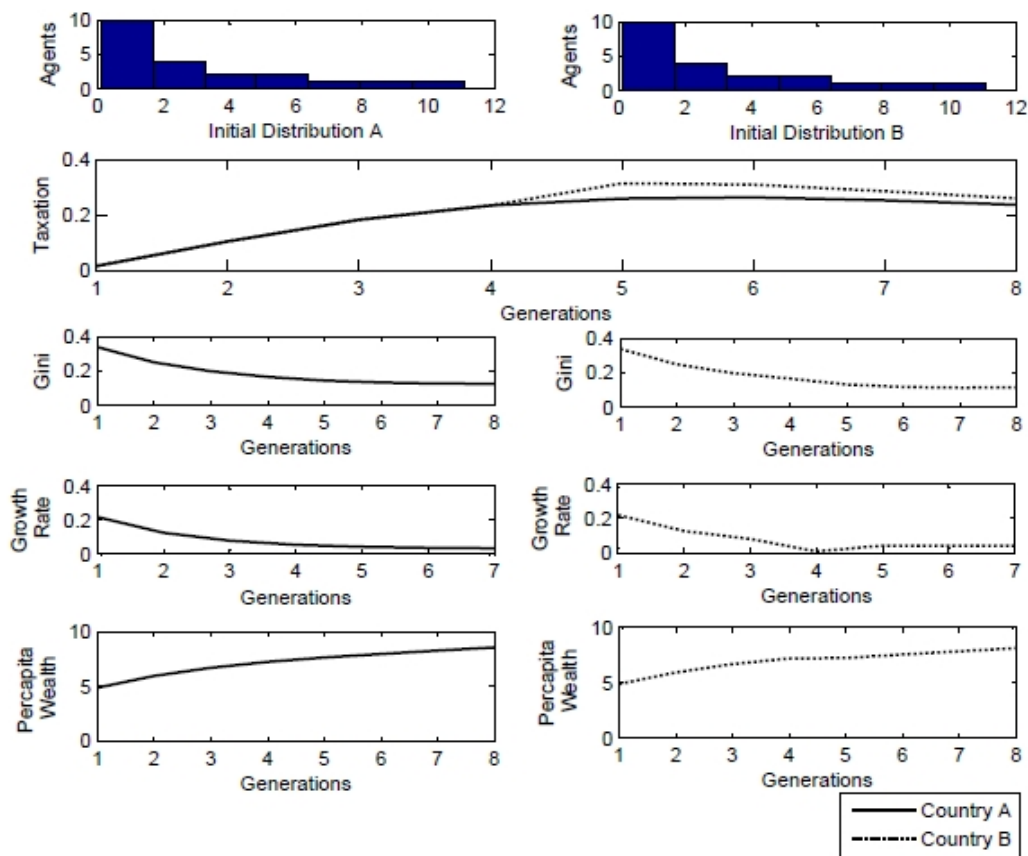 10
5
0
Agents
0 2 4 6 8 10 12
Initial Distribution A
10
5
0
Agents
0 2 4 6 8 10 12
Initial Distribution B
0.4
0.2
0
Taxation
1 2 3 4 5 6 7 8
Generations
0.4
0.2
0
Gini
1 2 3 4 5 6 7 8
Generations
0.4
0.2
0
Gini
1 2 3 4 5 6 7 8
Generations
0.4
0.2
0
Growth
Rate
1 2 3 4 5 6 7
Generations
0.4
0.2
0
Growth
Rate
1 2 3 4 5 6 7
Generations
10
5
0
Percapita
Wealth
1 2 3 4 5 6 7 8
Generations
10
5
0
Percapita
Wealth
1 2 3 4 5 6 7 8
Generations
Country A
Country B